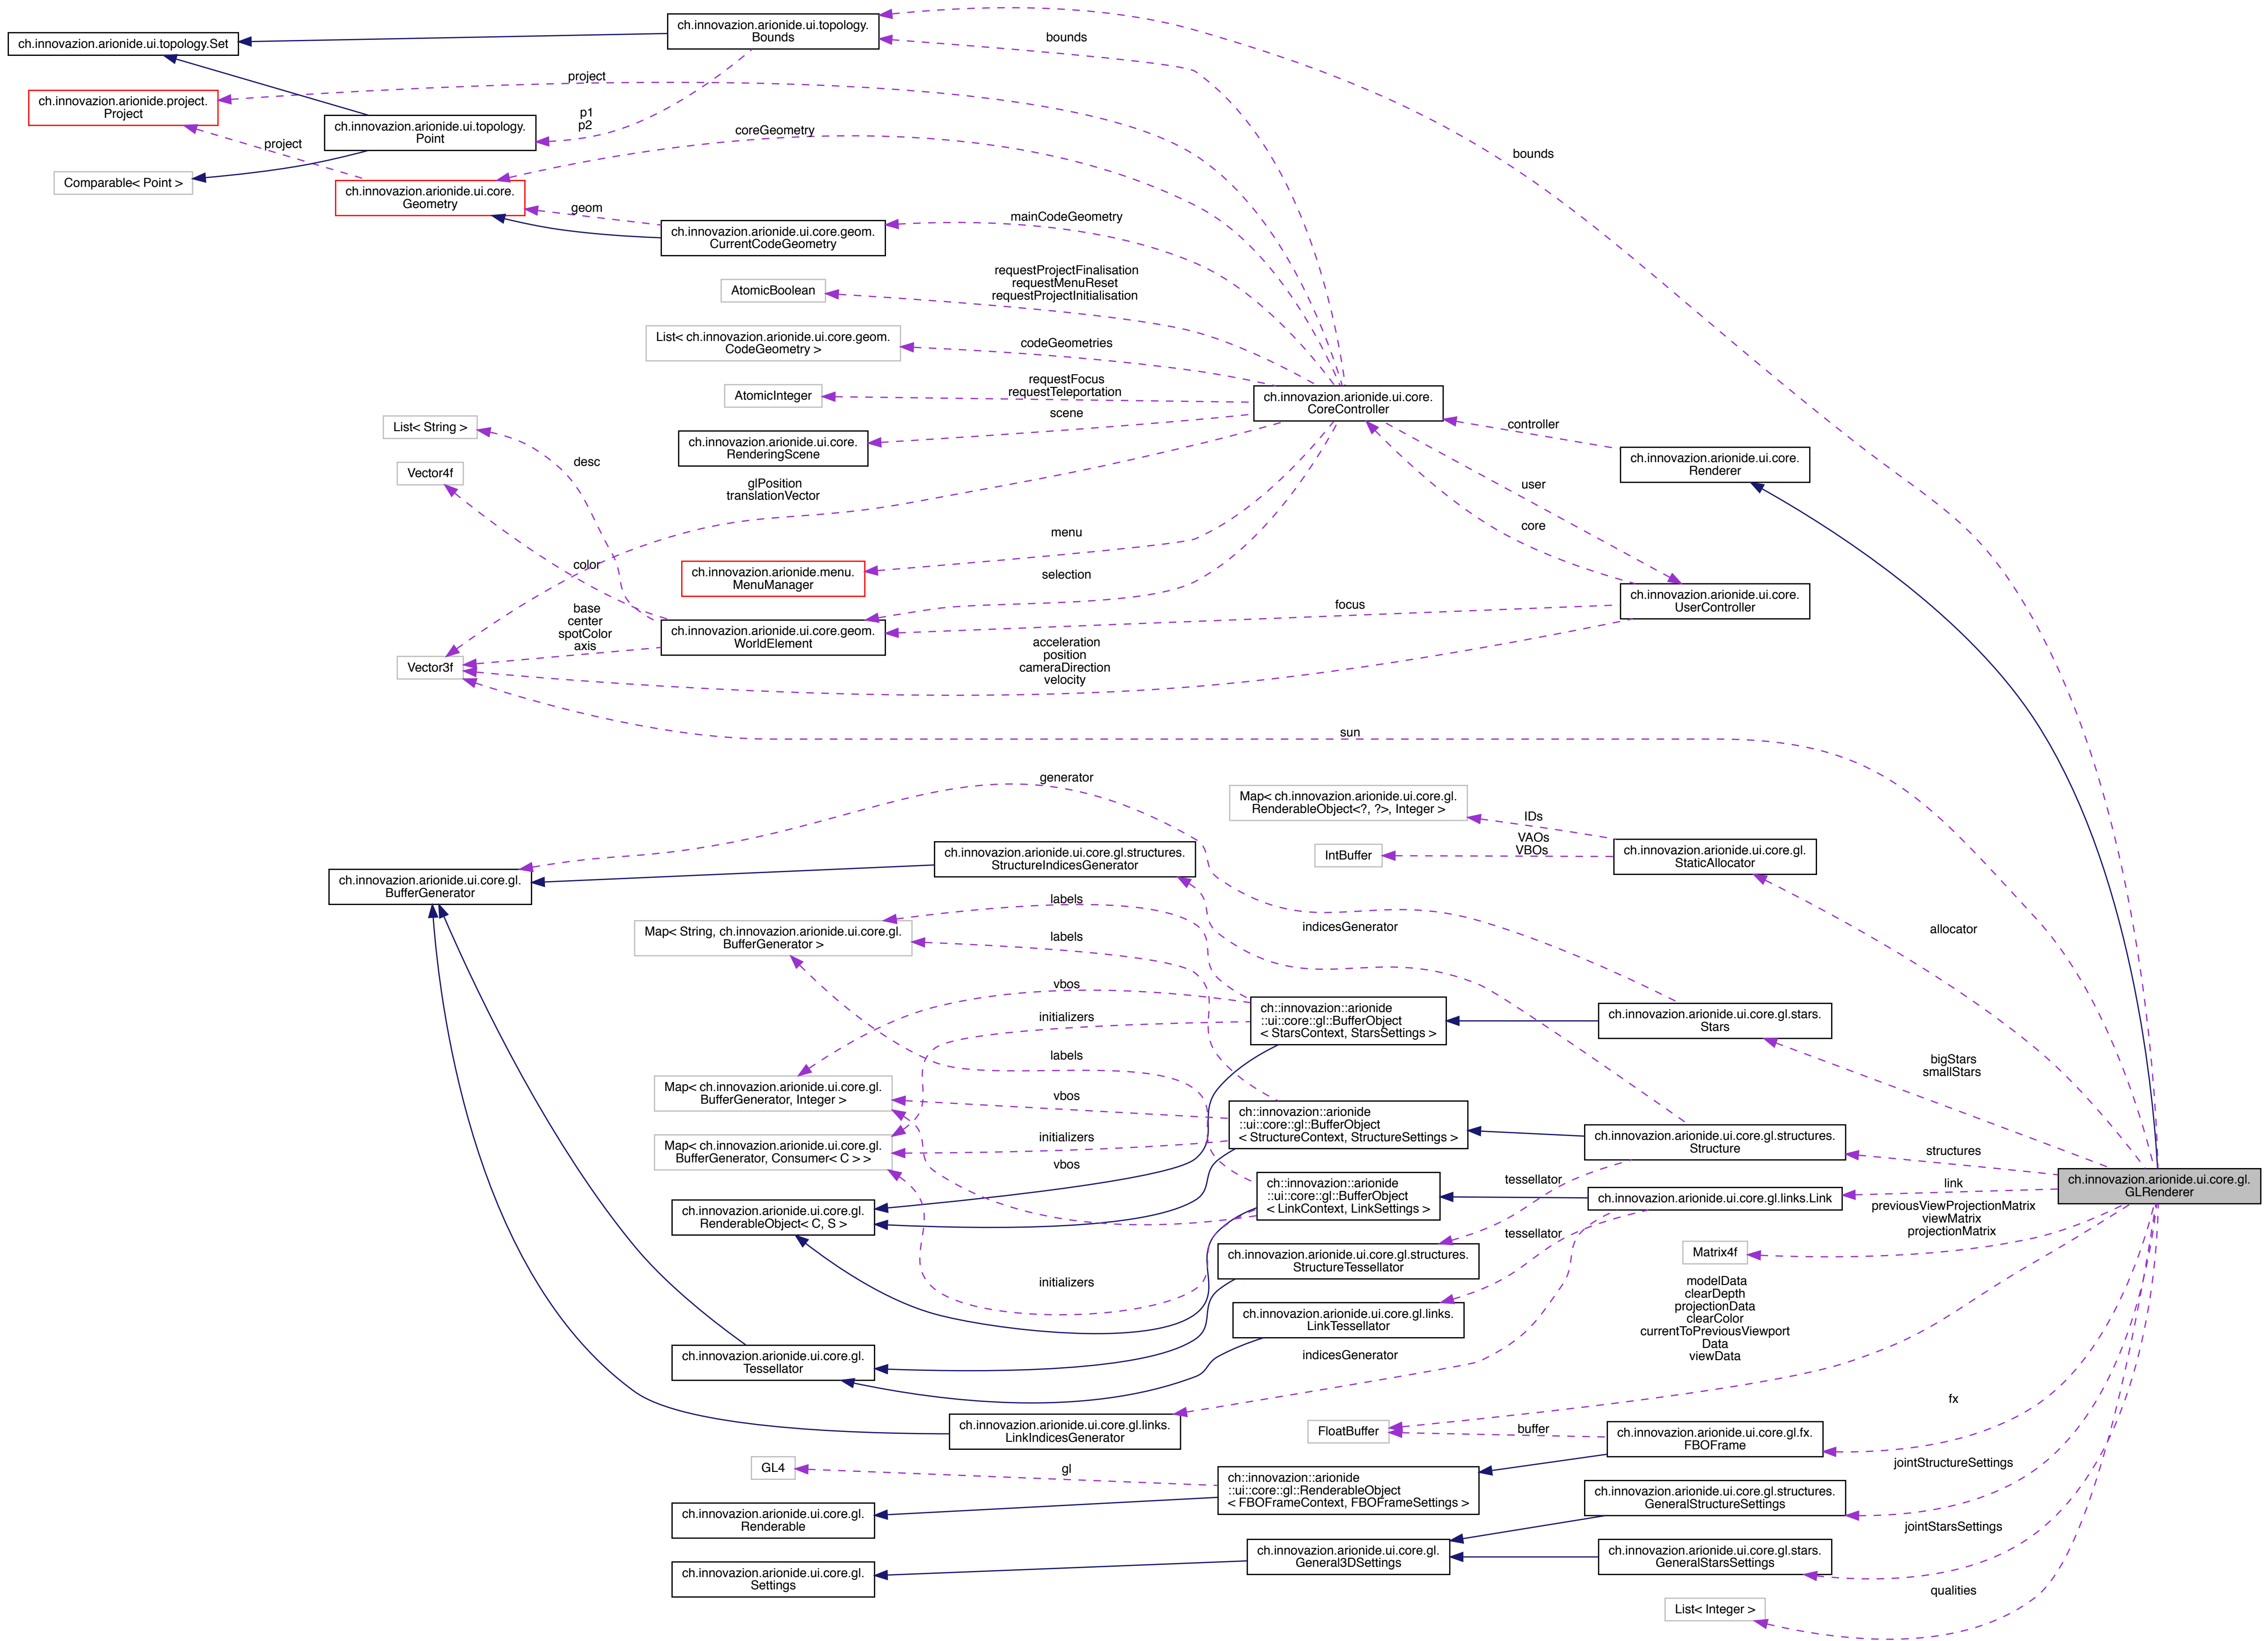 ch.innovazion.arionide.ui.topology.Set
ch.innovazion.arionide.ui.topology.
Bounds
bounds
bounds
project
ch.innovazion.arionide.project.
Project
p1
p2
ch.innovazion.arionide.ui.topology.
Point
coreGeometry
project
Comparable< Point >
ch.innovazion.arionide.ui.core.
Geometry
geom
ch.innovazion.arionide.ui.core.geom.
CurrentCodeGeometry
mainCodeGeometry
AtomicBoolean
requestProjectFinalisation
requestMenuReset
requestProjectInitialisation
List< ch.innovazion.arionide.ui.core.geom.
CodeGeometry >
codeGeometries
AtomicInteger
requestFocus
requestTeleportation
ch.innovazion.arionide.ui.core.
CoreController
scene
ch.innovazion.arionide.ui.core.
RenderingScene
List< String >
desc
controller
ch.innovazion.arionide.ui.core.
Renderer
Vector4f
glPosition
translationVector
user
core
menu
ch.innovazion.arionide.menu.
MenuManager
color
selection
ch.innovazion.arionide.ui.core.
UserController
focus
base
center
spotColor
axis
ch.innovazion.arionide.ui.core.geom.
WorldElement
acceleration
position
cameraDirection
velocity
Vector3f
sun
generator
Map< ch.innovazion.arionide.ui.core.gl.
RenderableObject<?, ?>, Integer >
IDs
VAOs
VBOs
IntBuffer
ch.innovazion.arionide.ui.core.gl.
StaticAllocator
ch.innovazion.arionide.ui.core.gl.structures.
StructureIndicesGenerator
ch.innovazion.arionide.ui.core.gl.
BufferGenerator
labels
indicesGenerator
allocator
Map< String, ch.innovazion.arionide.ui.core.gl.
BufferGenerator >
labels
vbos
initializers
ch::innovazion::arionide
::ui::core::gl::BufferObject
< StarsContext, StarsSettings >
ch.innovazion.arionide.ui.core.gl.stars.
Stars
labels
bigStars
smallStars
Map< ch.innovazion.arionide.ui.core.gl.
BufferGenerator, Integer >
vbos
ch::innovazion::arionide
::ui::core::gl::BufferObject
< StructureContext, StructureSettings >
Map< ch.innovazion.arionide.ui.core.gl.
BufferGenerator, Consumer< C > >
initializers
vbos
ch.innovazion.arionide.ui.core.gl.structures.
Structure
structures
tessellator
ch::innovazion::arionide
::ui::core::gl::BufferObject
< LinkContext, LinkSettings >
ch.innovazion.arionide.ui.core.gl.links.Link
link
ch.innovazion.arionide.ui.core.gl.
GLRenderer
ch.innovazion.arionide.ui.core.gl.
RenderableObject< C, S >
previousViewProjectionMatrix
viewMatrix
projectionMatrix
tessellator
Matrix4f
ch.innovazion.arionide.ui.core.gl.structures.
StructureTessellator
initializers
modelData
clearDepth
projectionData
clearColor
currentToPreviousViewport
Data
viewData
ch.innovazion.arionide.ui.core.gl.links.
LinkTessellator
ch.innovazion.arionide.ui.core.gl.
Tessellator
indicesGenerator
fx
ch.innovazion.arionide.ui.core.gl.links.
LinkIndicesGenerator
FloatBuffer
buffer
ch.innovazion.arionide.ui.core.gl.fx.
FBOFrame
GL4
gl
ch::innovazion::arionide
::ui::core::gl::RenderableObject
< FBOFrameContext, FBOFrameSettings >
jointStructureSettings
ch.innovazion.arionide.ui.core.gl.structures.
GeneralStructureSettings
ch.innovazion.arionide.ui.core.gl.
Renderable
jointStarsSettings
ch.innovazion.arionide.ui.core.gl.
General3DSettings
ch.innovazion.arionide.ui.core.gl.stars.
GeneralStarsSettings
ch.innovazion.arionide.ui.core.gl.
Settings
qualities
List< Integer >